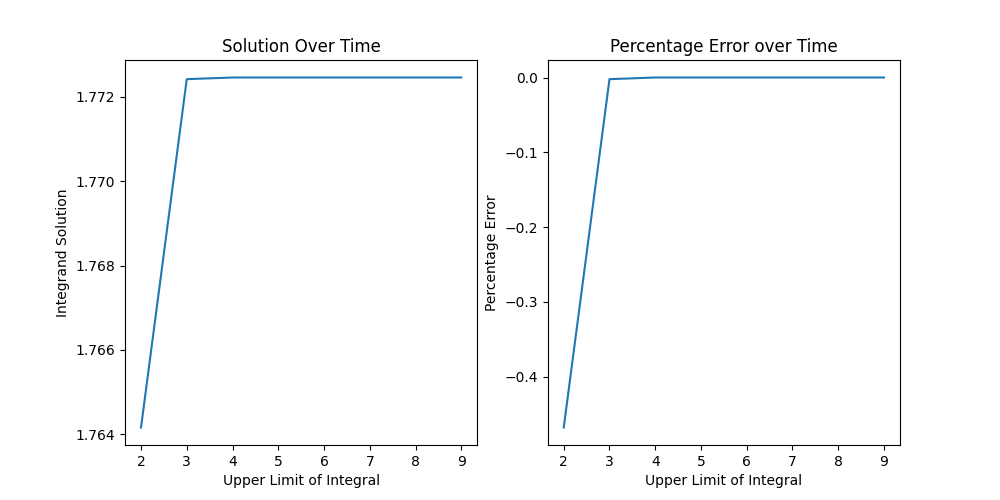 Solution Over Time
Integrand Solution
1.772
1.770
1.768
1.766
1.764
2 3 4 5 6 7 8 9
Upper Limit of Integral
Percentage Error over Time
Percentage Error
0.0
−0.1
−0.2
−0.3
−0.4
2 3 4 5 6 7 8 9
Upper Limit of Integral